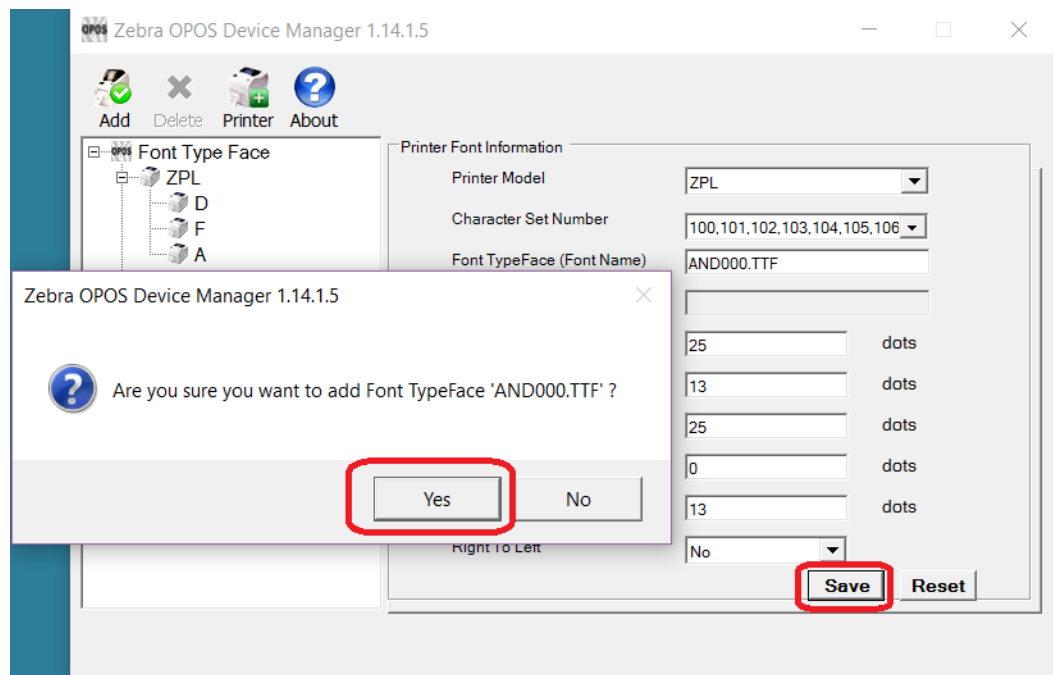 OPOS Zebra OPOS Device Manager 1.14.1.5
Add Delete Printer About
OPOS Font Type Face
ZPL
D
F
A
Printer Font Information
Printer Model ZPL
Character Set Number 100,101,102,103,104,105,106
Font TypeFace (Font Name) AND000.TTF
25 dots
13 dots
25 dots
0 dots
13 dots
Right To Left No
Save Reset
Zebra OPOS Device Manager 1.14.1.5
Are you sure you want to add Font TypeFace 'AND000.TTF' ?
Yes No